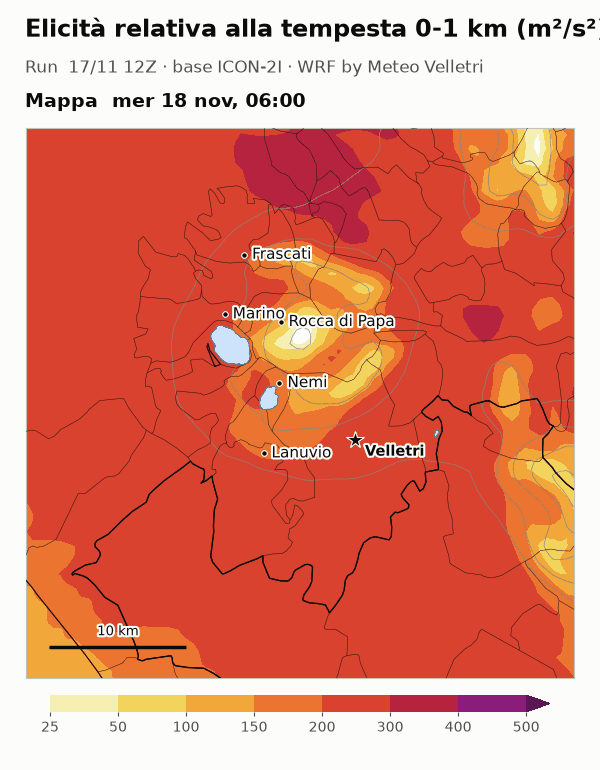 Elicità relativa alla tempesta 0-1 km (m²/s²)
Run  17/11 12Z · base ICON-2I · WRF by Meteo Velletri
Mappa  mer 18 nov, 06:00
Frascati
Marino
Rocca di Papa
Nemi
Velletri
Lanuvio
10 km
25 50 100 150 200 300 400 500